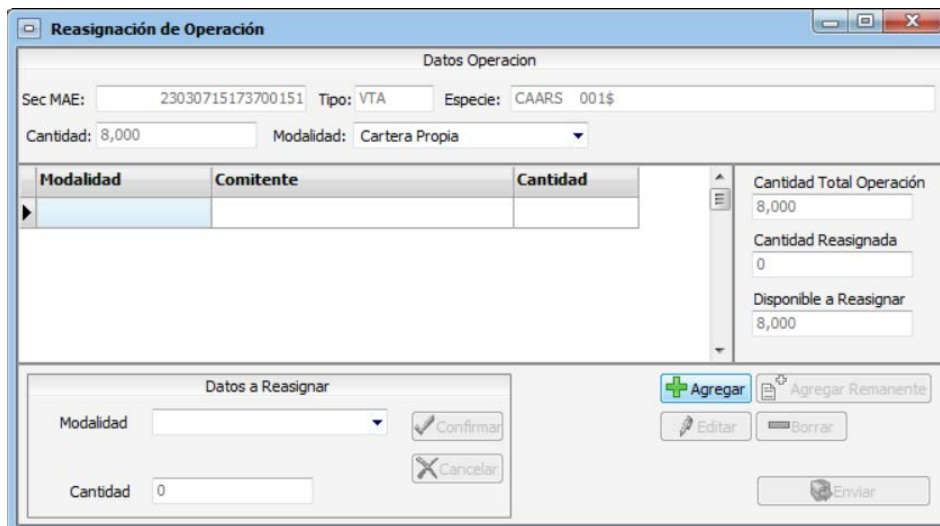 Reasignación de Operación
Datos Operacion
Sec MAE: 23030715173700151 Tipo: VTA Especie: CAARS 001$
Cantidad: 8,000 Modalidad: Cartera Propia
Modalidad Comitente Cantidad
Cantidad Total Operación
8,000
Cantidad Reasignada
0
Disponible a Reasignar
8,000
Datos a Reasignar
Modalidad
Confirmar
Cancelar
Cantidad 0
Agregar Agregar Remanente
Editar Borrar
Enviar